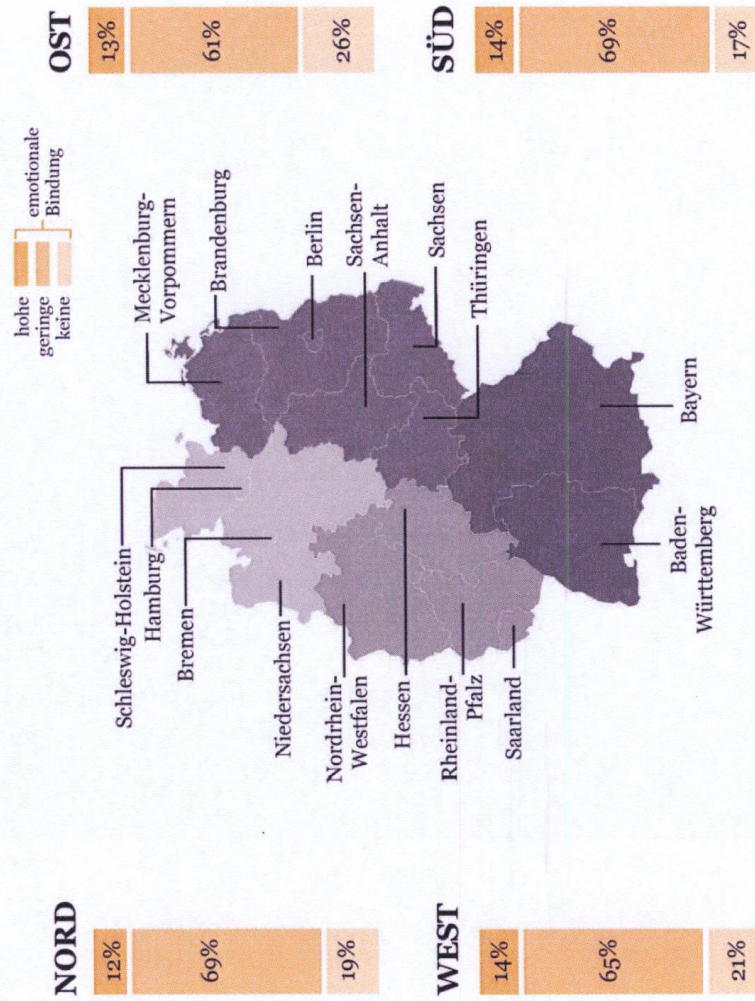 hohe
geringe
keine
emotionale
Bindung
NORD
12%
69%
19%
OST
13%
61%
26%
WEST
14%
65%
21%
SÜD
14%
69%
17%
Schleswig-Holstein
Hamburg
Bremen
Niedersachsen
Nordrhein-
Westfalen
Hessen
Rheinland-
Pfalz
Saarland
Mecklenburg-
Vorpommern
Brandenburg
Berlin
Sachsen-
Anhalt
Sachsen
Thüringen
Baden-
Württemberg
Bayern